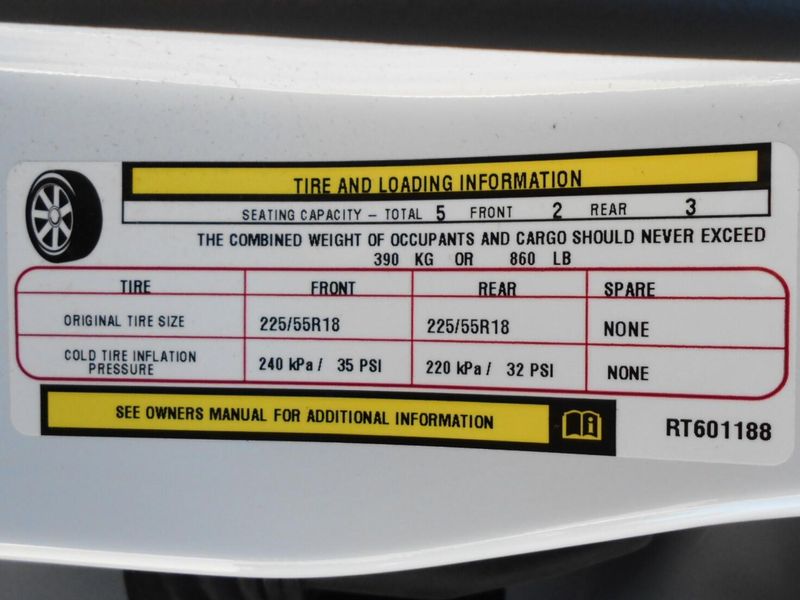 TIRE AND LOADING INFORMATION
SEATING CAPACITY - TOTAL 5 FRONT 2 REAR 3
THE COMBINED WEIGHT OF OCCUPANTS AND CARGO SHOULD NEVER EXCEED
390 KG OR 860 LB
TIRE FRONT REAR SPARE
ORIGINAL TIRE SIZE 225/55R18 225/55R18 NONE
COLD TIRE INFLATION
PRESSURE 240 kPa / 35 PSI 220 kPa / 32 PSI NONE
SEE OWNERS MANUAL FOR ADDITIONAL INFORMATION
RT601188